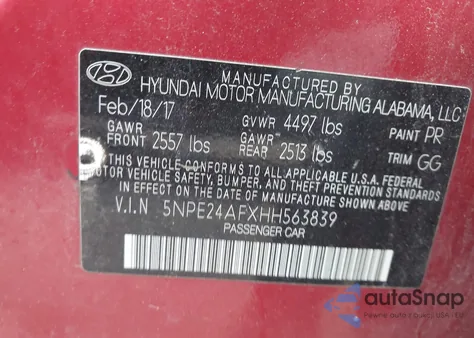 MANUFACTURED BY
HYUNDAI MOTOR MANUFACTURING ALABAMA, LLC
Feb/18/17 GVWR 4497 lbs PAINT PR
GAWR FRONT 2557 lbs GAWR REAR 2513 lbs TRIM GG
THIS VEHICLE CONFORMS TO ALL APPLICABLE U.S.A. FEDERAL
MOTOR VEHICLE SAFETY, BUMPER, AND THEFT PREVENTION
STANDARDS IN EFFECT ON THE DATE OF MANUFACTURE SHOWN ABOVE.
V.I.N 5NPE24AFXHH563839
PASSENGER CAR
autoSnap